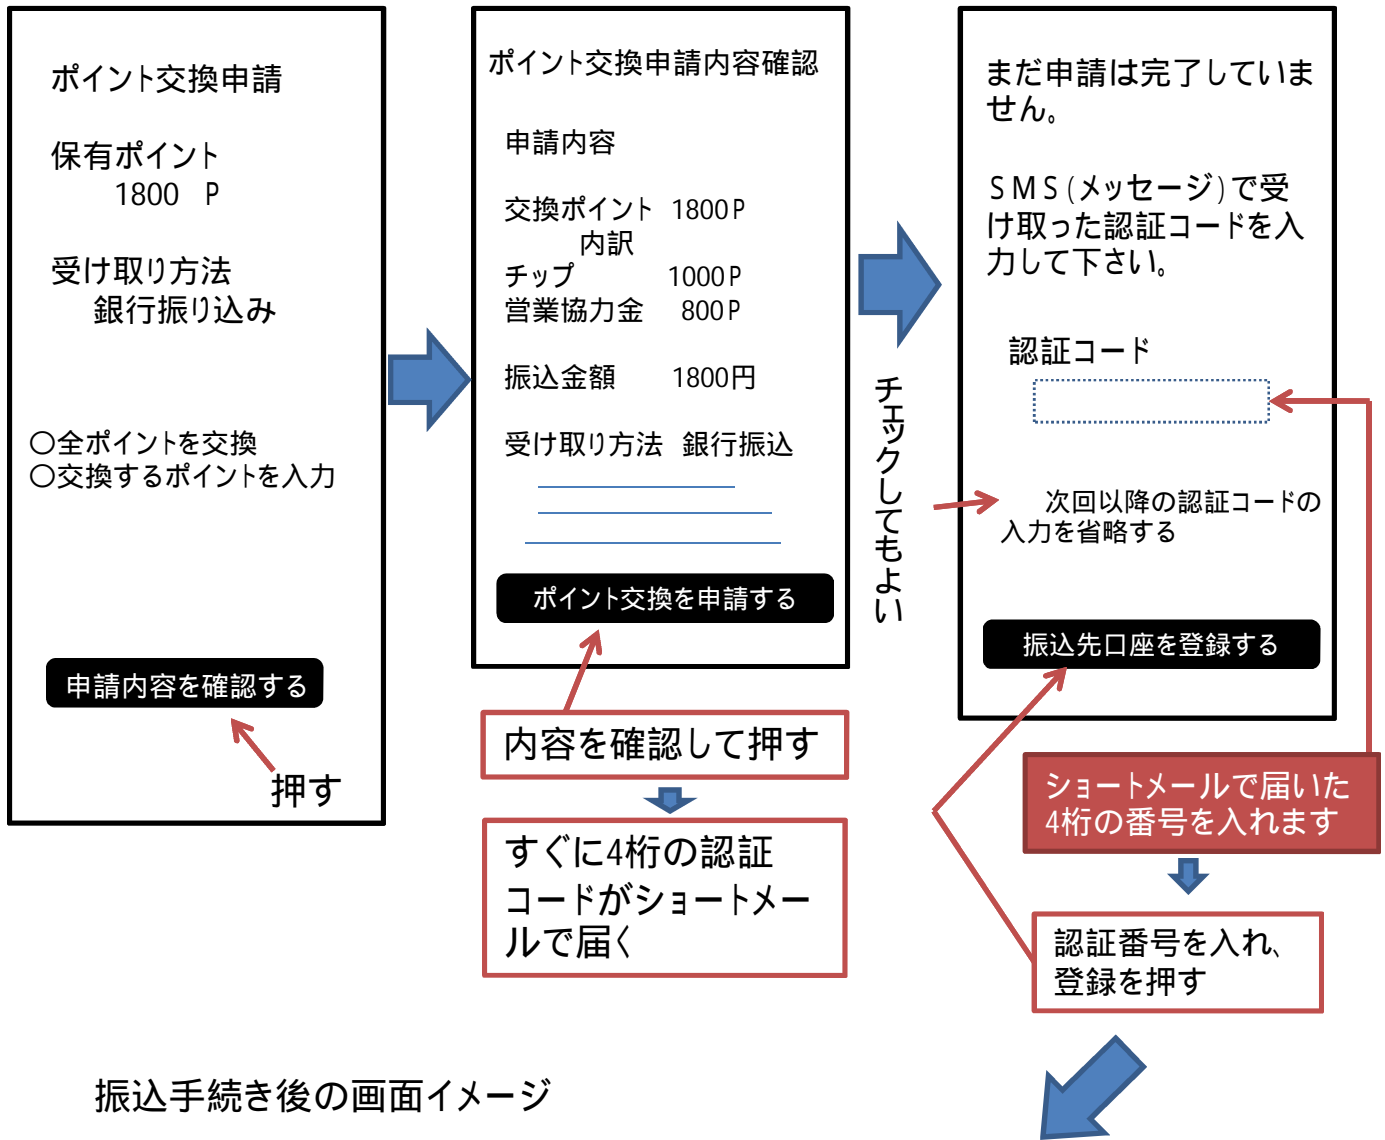 ポイント交換申請
保有ポイント
1800 P
受け取り方法
銀行振り込み
〇全ポイントを交換
〇交換するポイントを入力
申請内容を確認する
押す
ポイント交換申請内容確認
申請内容
交換ポイント 1800P
内訳
チップ 1000P
営業協力金 800P
振込金額 1800円
受け取り方法 銀行振込
ポイント交換を申請する
内容を確認して押す
すぐに4桁の認証
コードがショートメー
ルで届く
チェックしてもよい
まだ申請は完了していま
せん。
SMS(メッセージ)で受
け取った認証コードを入
力して下さい。
認証コード
次回以降の認証コードの
入力を省略する
振込先口座を登録する
ショートメールで届いた
4桁の番号を入れます
認証番号を入れ、
登録を押す
振込手続き後の画面イメージ